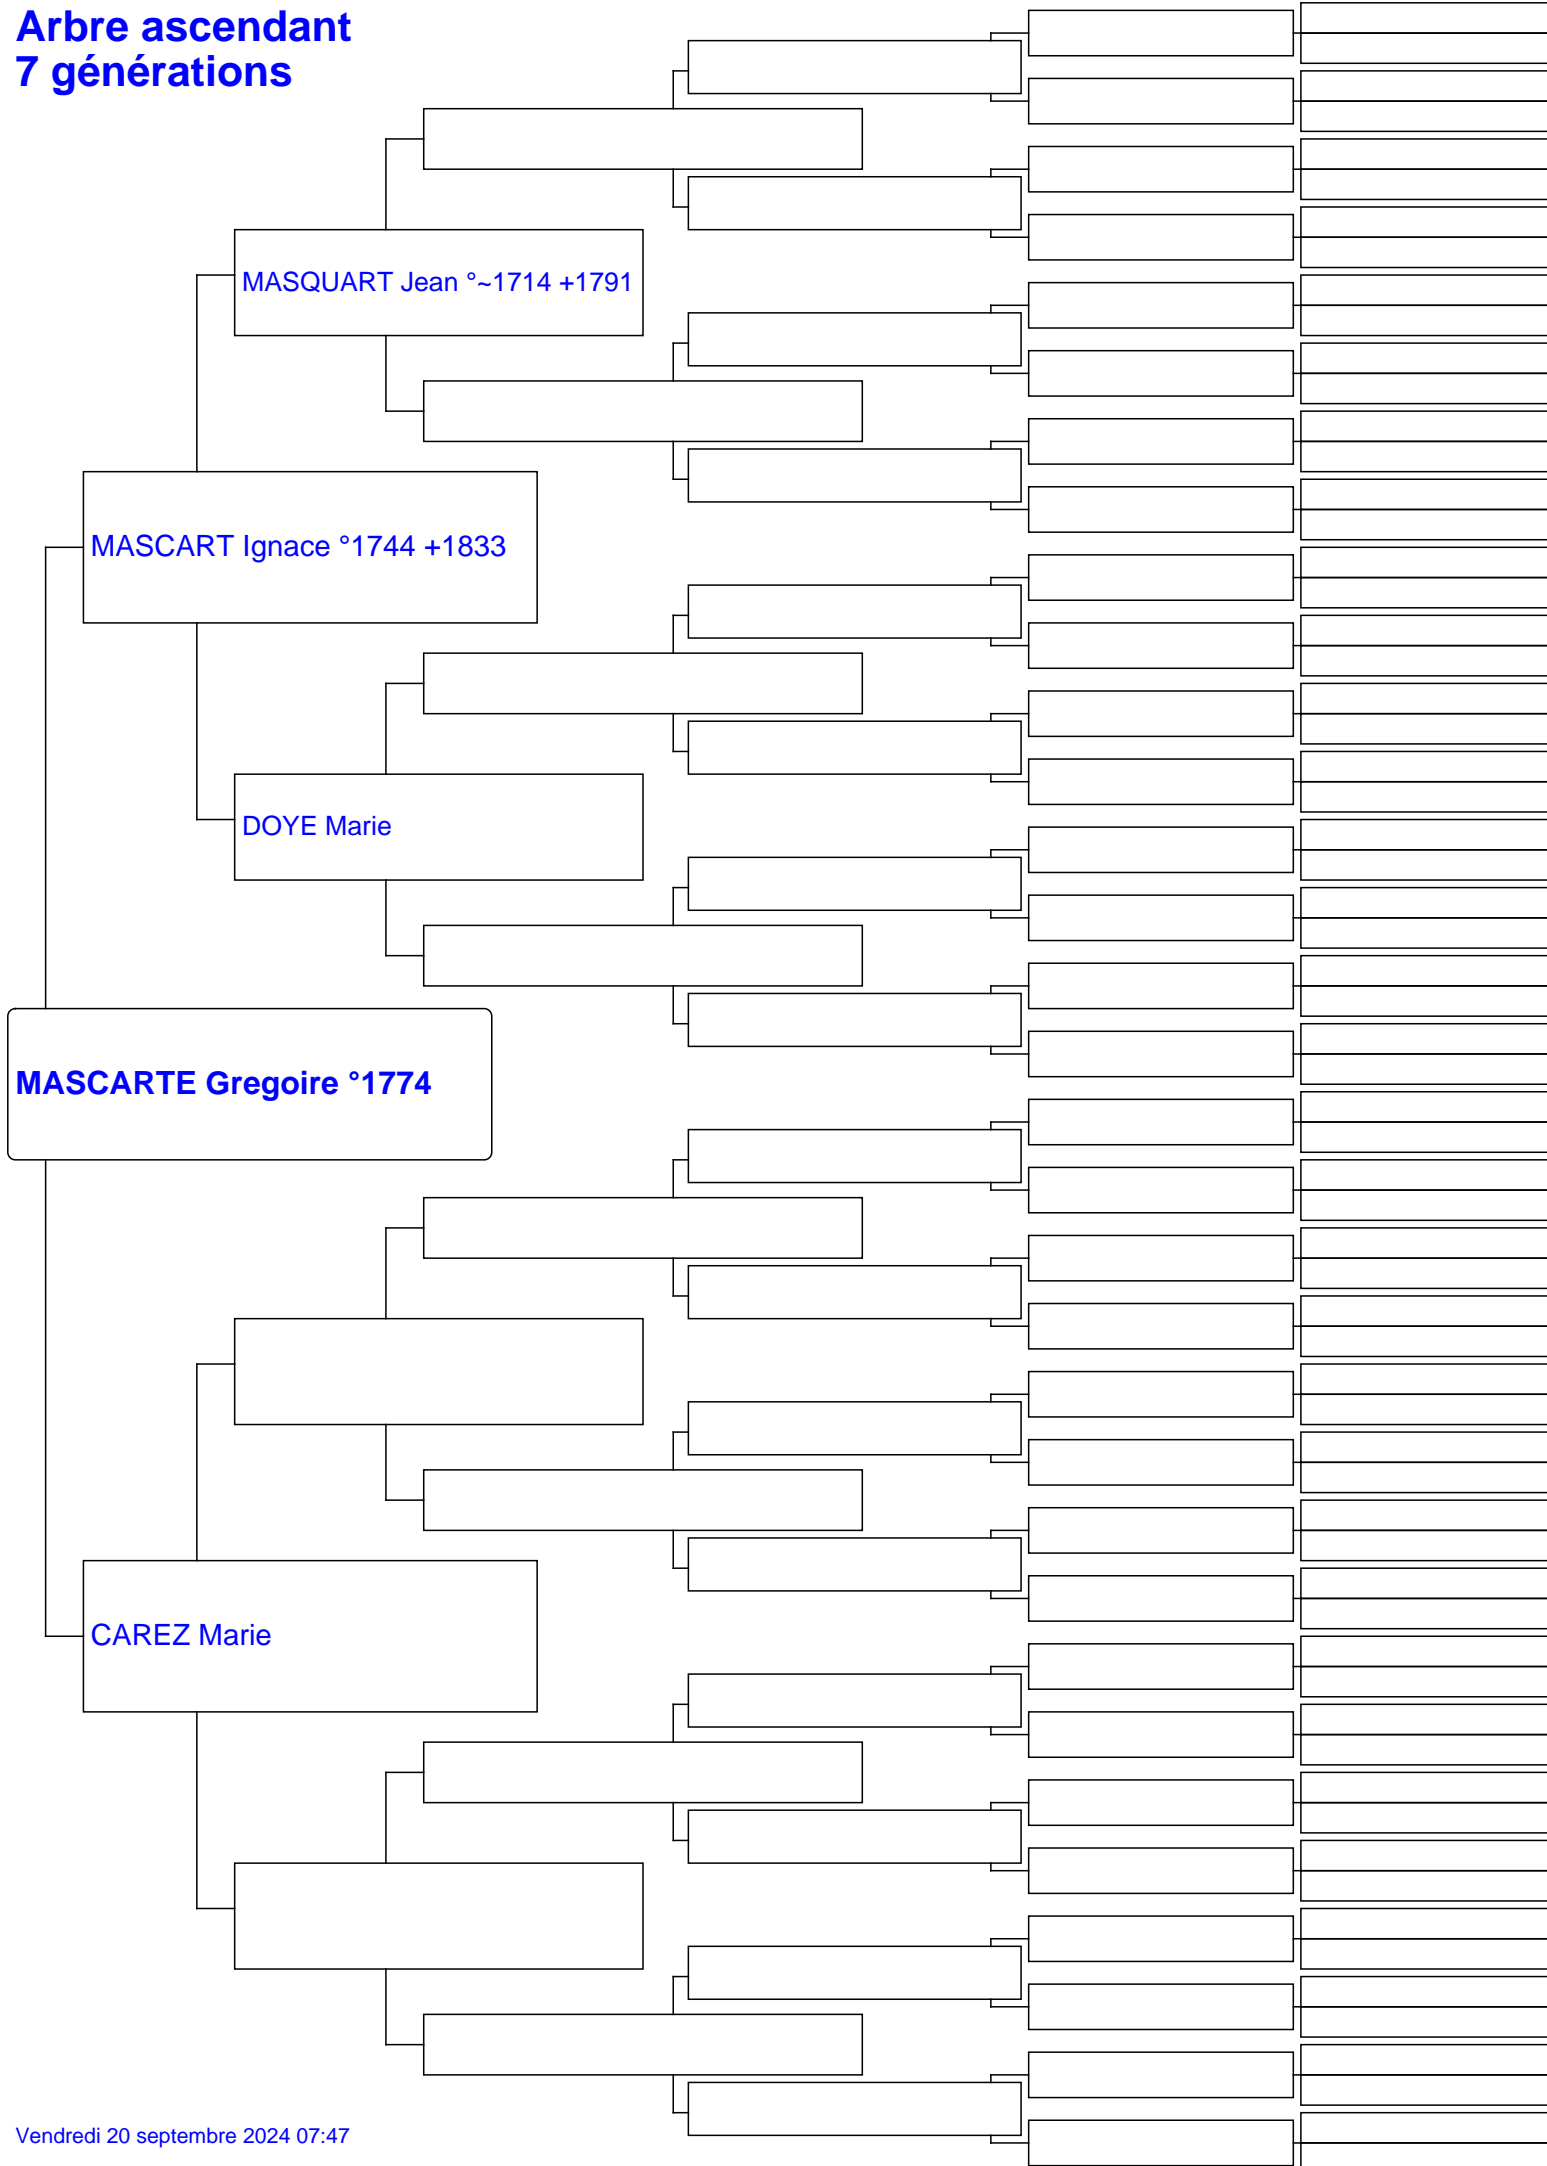 Arbre ascendant
7 générations
MASQUART Jean °~1714 +1791
MASCART Ignace °1744 +1833
DOYE Marie
MASCARTE Gregoire °1774
CAREZ Marie
Vendredi 20 septembre 2024 07:47